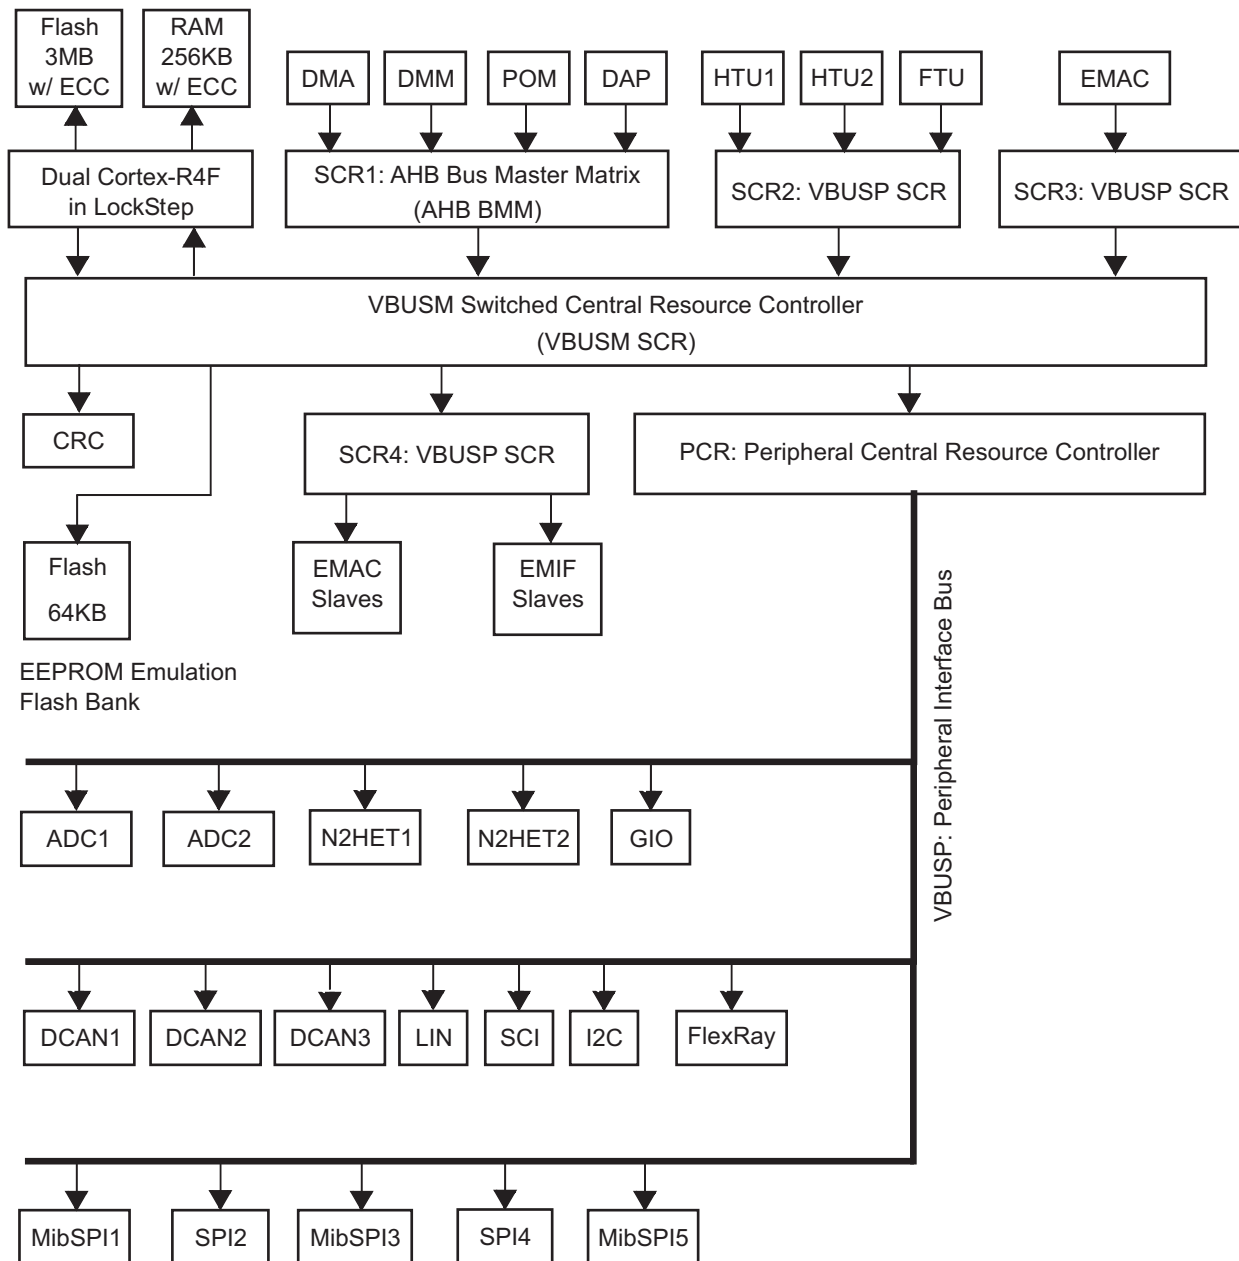 Flash
3MB
w/ ECC
RAM
256KB
w/ ECC
DMA
DMM
POM
DAP
HTU1
HTU2
FTU
EMAC
Dual Cortex-R4F
in LockStep
SCR1: AHB Bus Master Matrix
(AHB BMM)
SCR2: VBUSP SCR
SCR3: VBUSP SCR
VBUSM Switched Central Resource Controller
(VBUSM SCR)
CRC
SCR4: VBUSP SCR
PCR: Peripheral Central Resource Controller
Flash
64KB
EMAC
Slaves
EMIF
Slaves
EEPROM Emulation
Flash Bank
VBUSP: Peripheral Interface Bus
ADC1
ADC2
N2HET1
N2HET2
GIO
DCAN1
DCAN2
DCAN3
LIN
SCI
I2C
FlexRay
MibSPI1
SPI2
MibSPI3
SPI4
MibSPI5